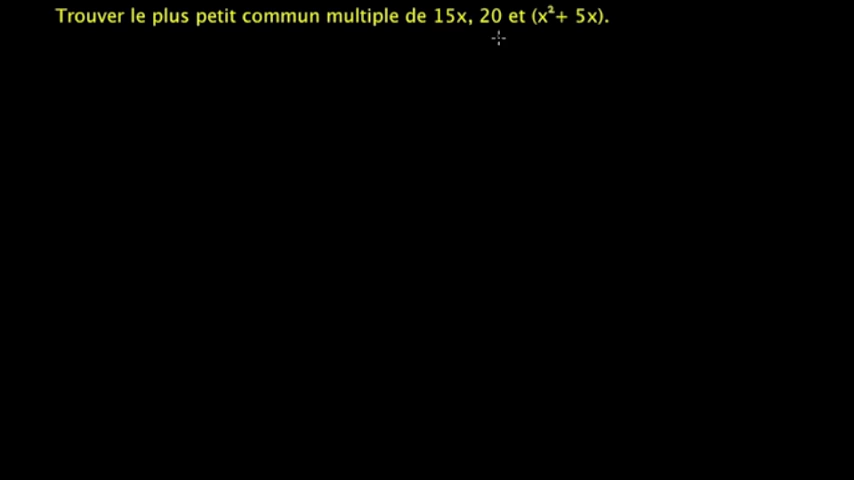 Trouver le plus petit commun multiple de 15x, 20 et (x²+ 5x).